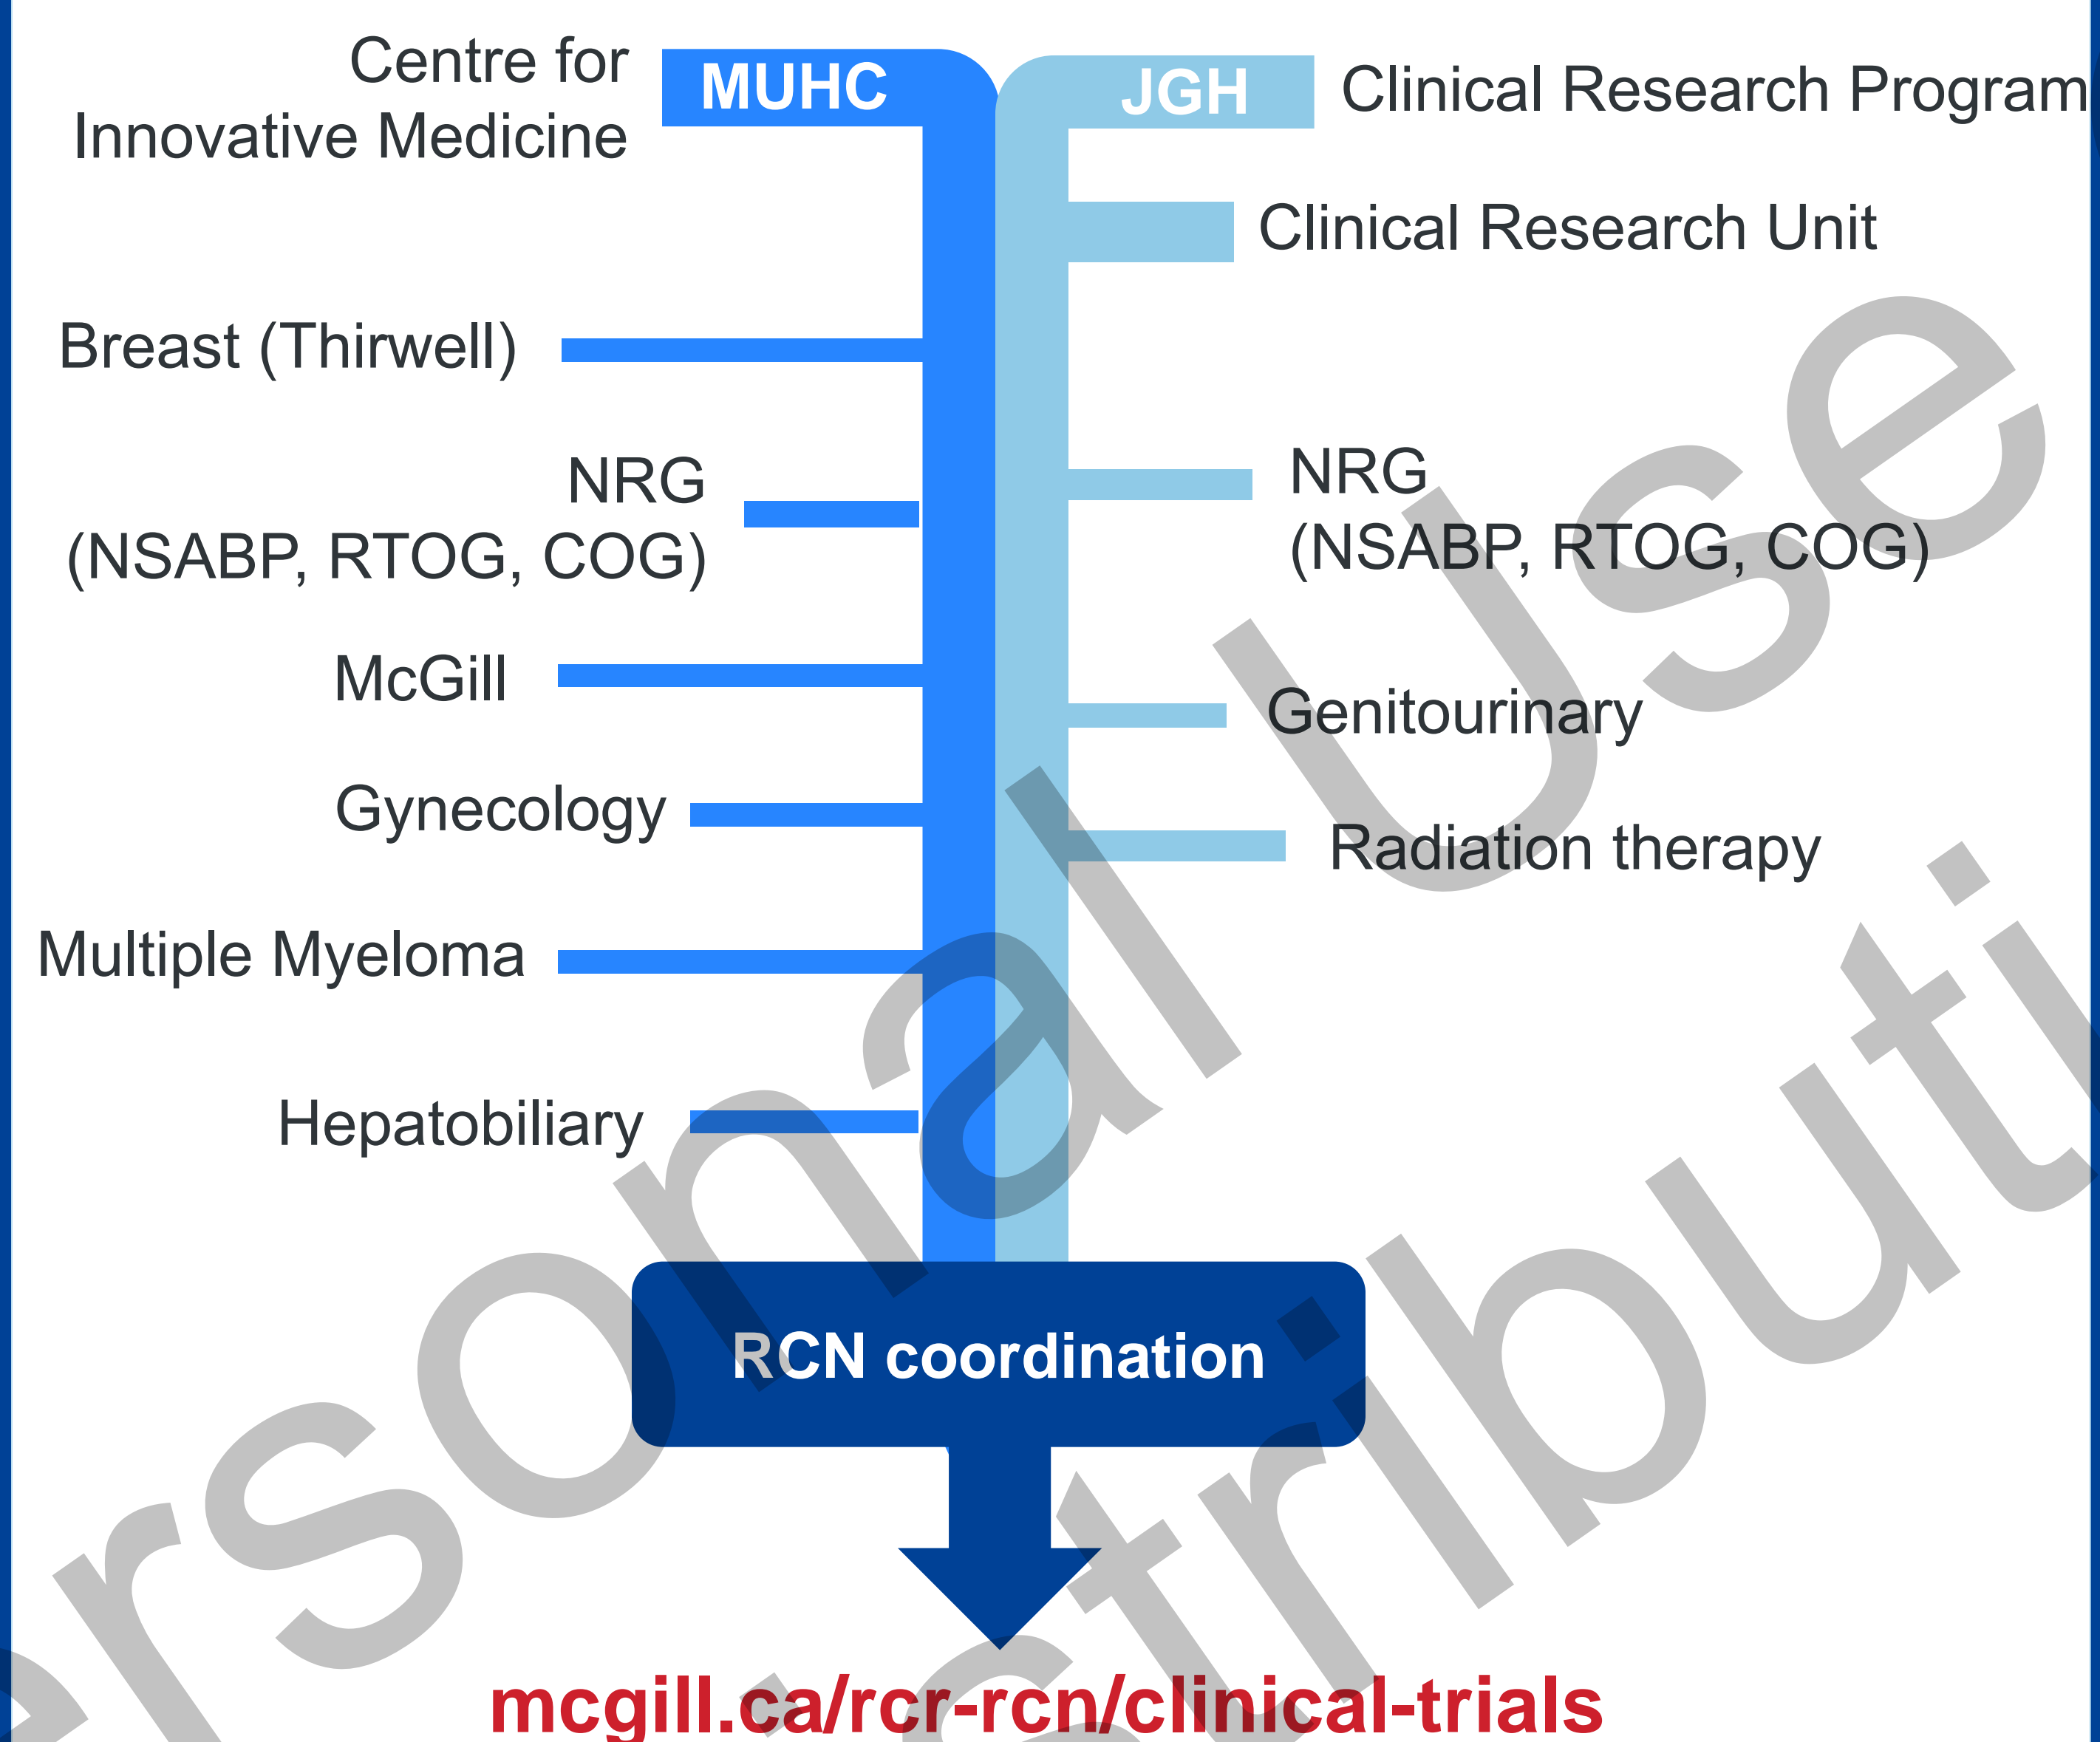 Centre for
Innovative Medicine
MUHC
JGH
Clinical Research Program
Clinical Research Unit
Breast (Thirwell)
NRG
(NSABP, RTOG, COG)
NRG
(NSABP, RTOG, COG)
McGill
Genitourinary
Gynecology
Radiation therapy
Multiple Myeloma
Hepatobiliary
RCN coordination
mcgill.ca/rcr-rcn/clinical-trials
ersonal Use